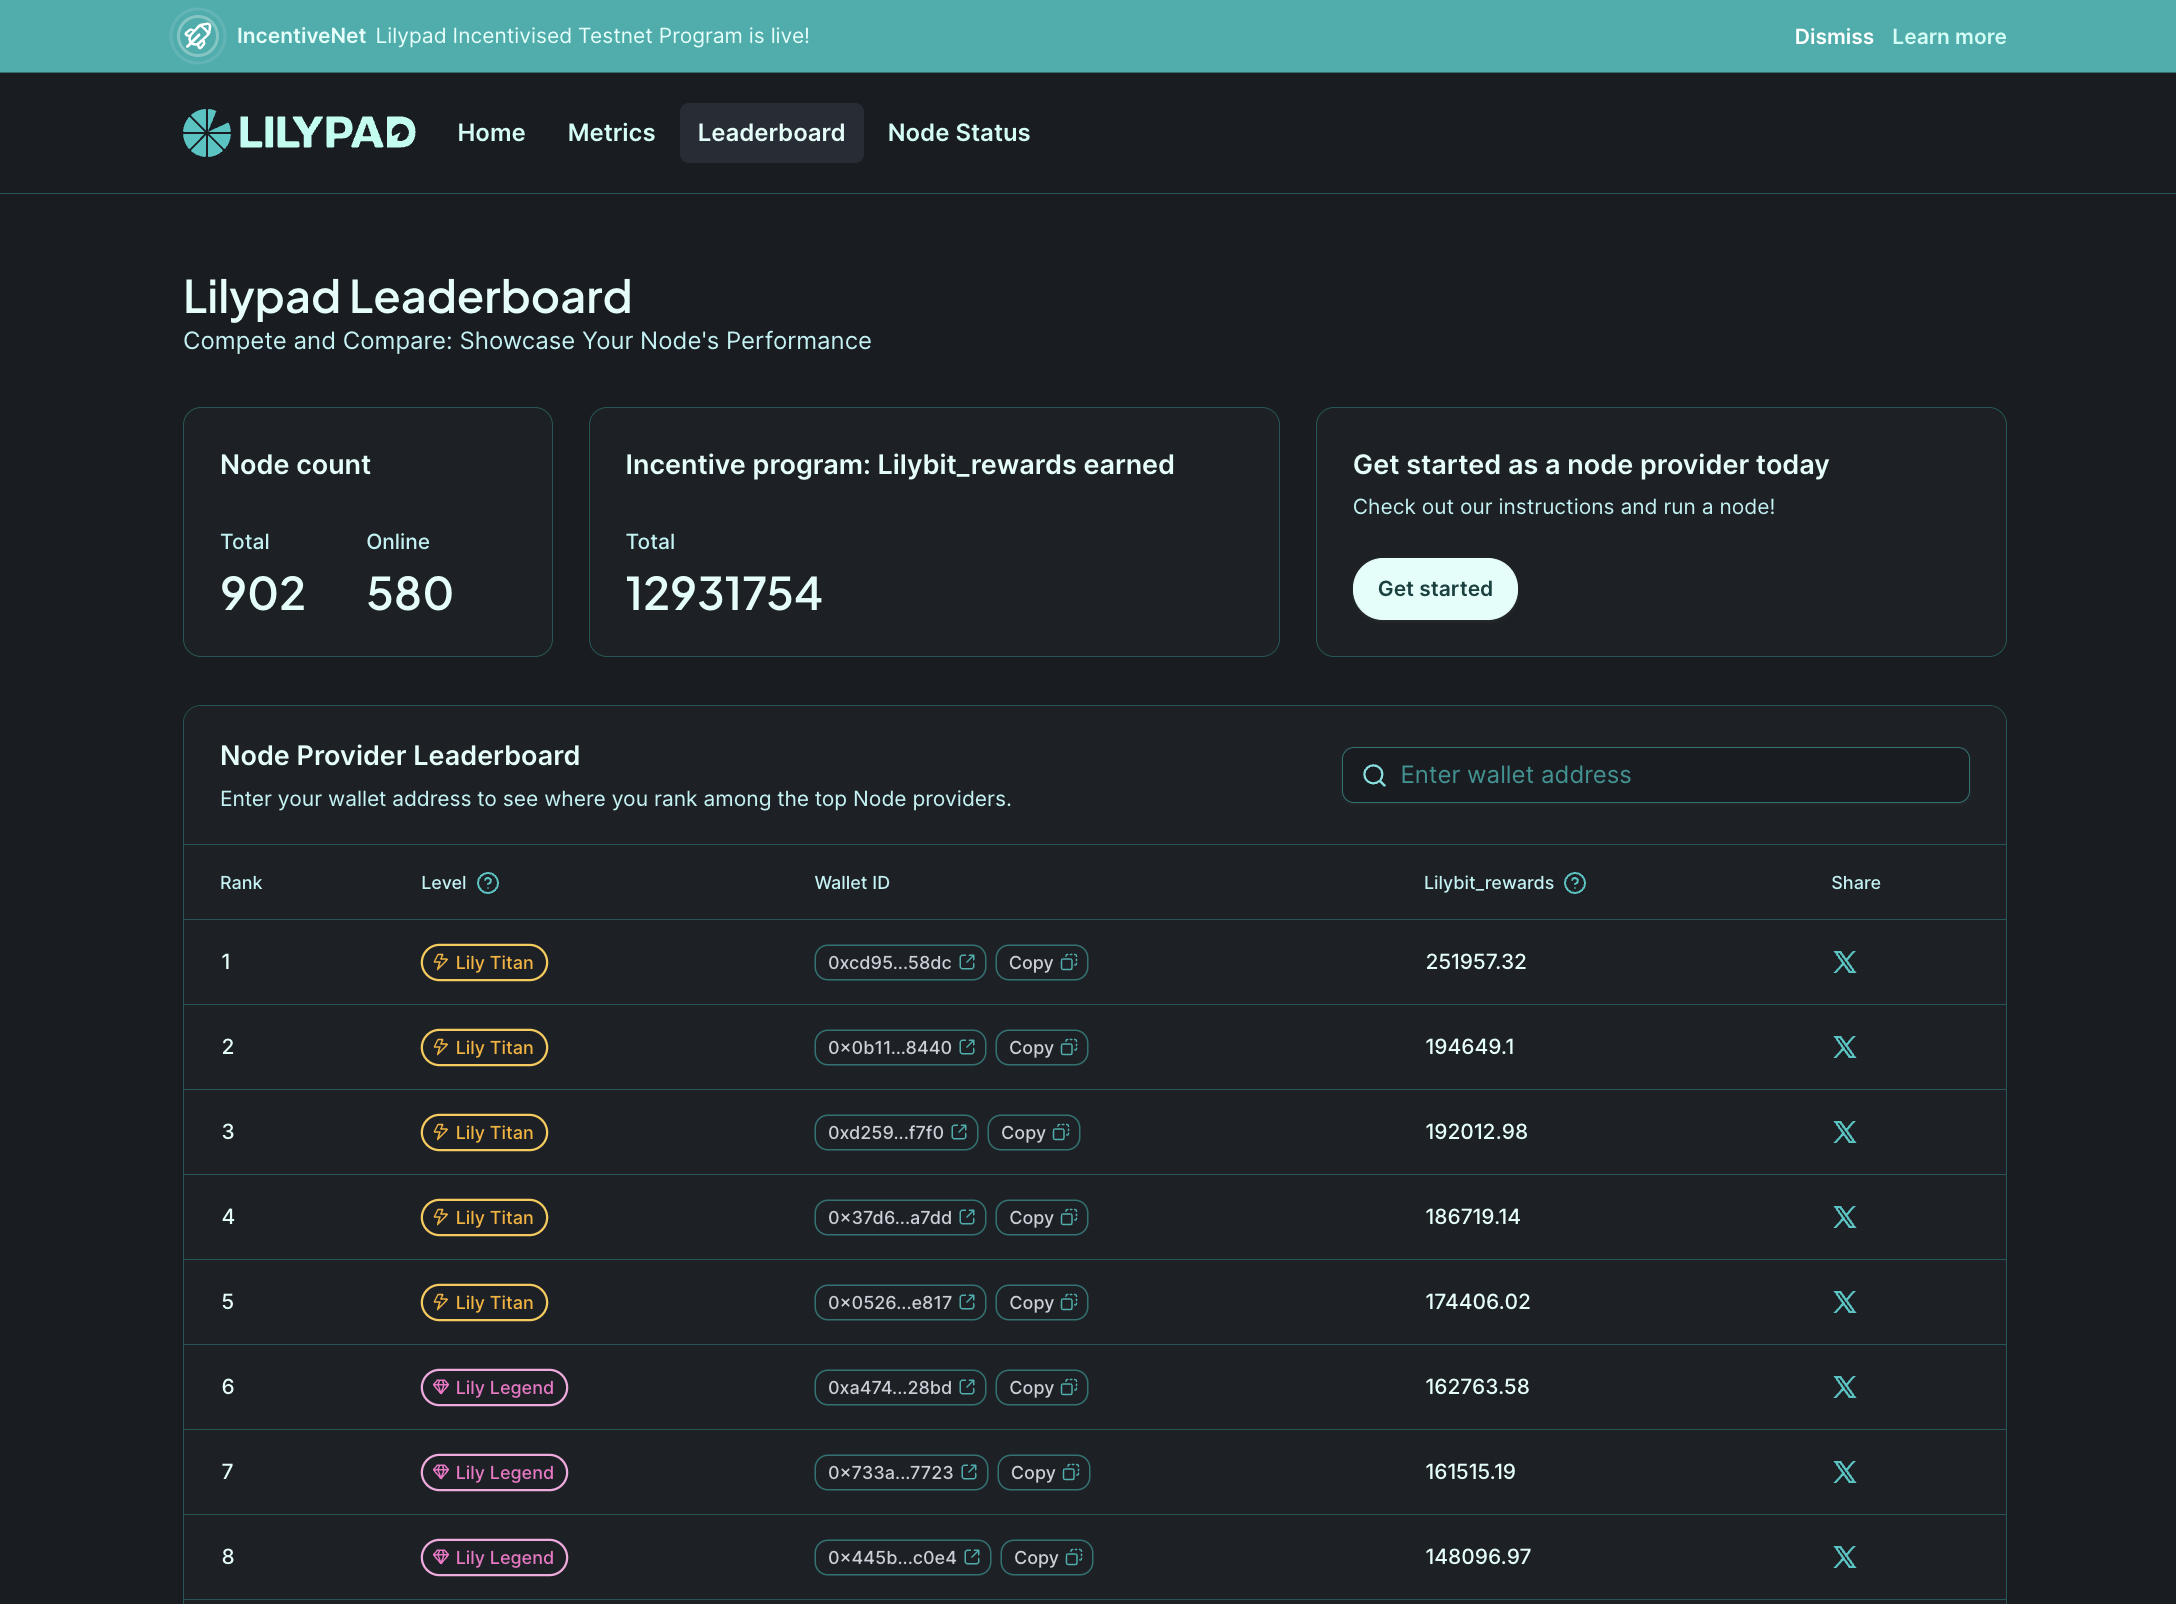 IncentiveNet Lilypad Incentivised Testnet Program is live!
Dismiss Learn more
LILYPAD Home Metrics Leaderboard Node Status
Lilypad Leaderboard
Compete and Compare: Showcase Your Node's Performance
Node count
Total Online
902 580
Incentive program: Lilybit_rewards earned
Total
12931754
Get started as a node provider today
Check out our instructions and run a node!
Get started
Node Provider Leaderboard
Enter your wallet address to see where you rank among the top Node providers.
Enter wallet address
Rank Level Wallet ID Lilybit_rewards Share
1 Lily Titan 0xcd95...58dc Copy 251957.32
2 Lily Titan 0x0b11...8440 Copy 194649.1
3 Lily Titan 0xd259...f7f0 Copy 192012.98
4 Lily Titan 0x37d6...a7dd Copy 186719.14
5 Lily Titan 0x0526...e817 Copy 174406.02
6 Lily Legend 0xa474...28bd Copy 162763.58
7 Lily Legend 0x733a...7723 Copy 161515.19
8 Lily Legend 0x445b...c0e4 Copy 148096.97